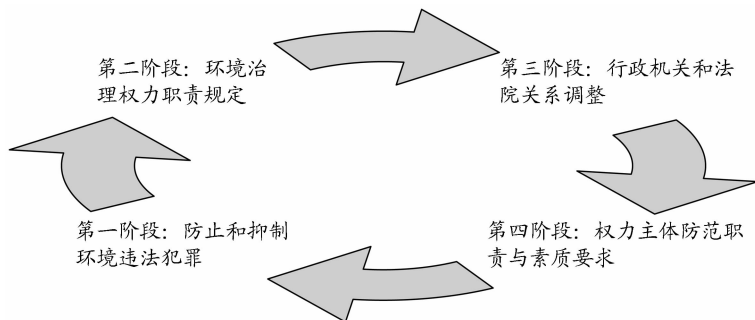 第二阶段：环境治
理权力职责规定
第三阶段：行政机关和法
院关系调整
第一阶段：防止和抑制
环境违法犯罪
第四阶段：权力主体防范职
责与素质要求